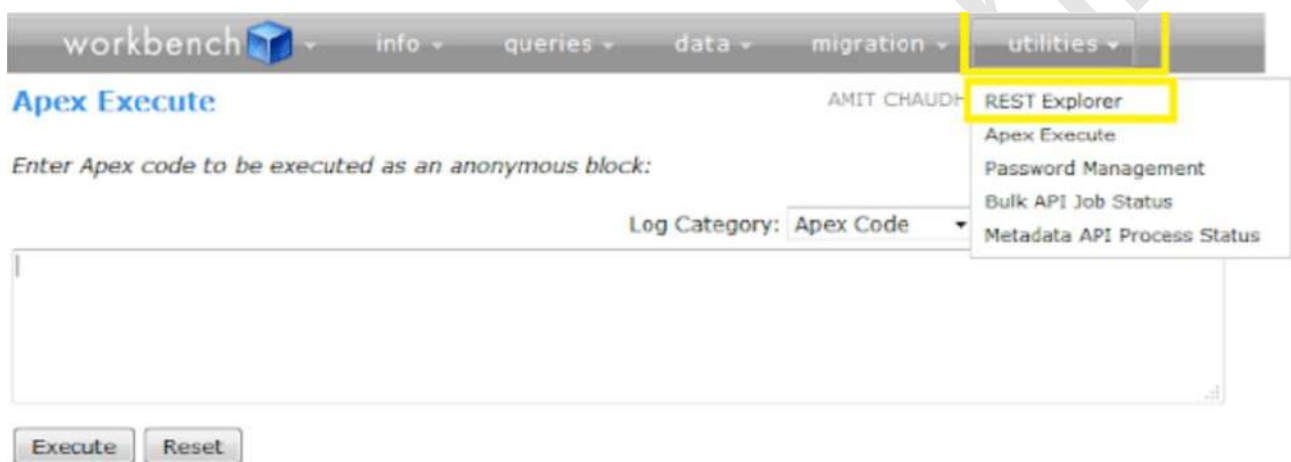 workbench info queries data migration utilities
Apex Execute AMIT CHAUDH REST Explorer
Apex Execute
Enter Apex code to be executed as an anonymous block:
Password Management
Bulk API Job Status
Log Category: Apex Code
Metadata API Process Status
Execute Reset